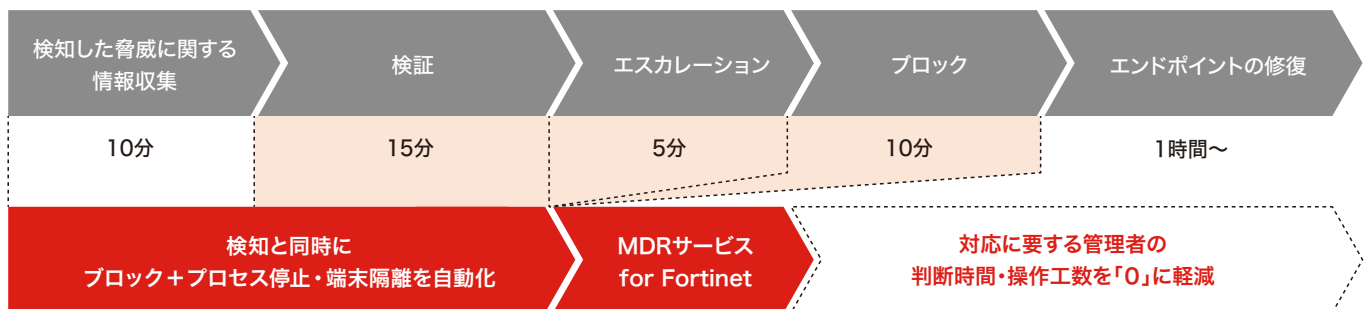 検知した脅威に関する
情報収集
検証
エスカレーション
ブロック
エンドポイントの修復
10分
15分
5分
10分
1時間〜
検知と同時に
ブロック＋プロセス停止・端末隔離を自動化
MDRサービス
for Fortinet
対応に要する管理者の
判断時間・操作工数を「0」に軽減